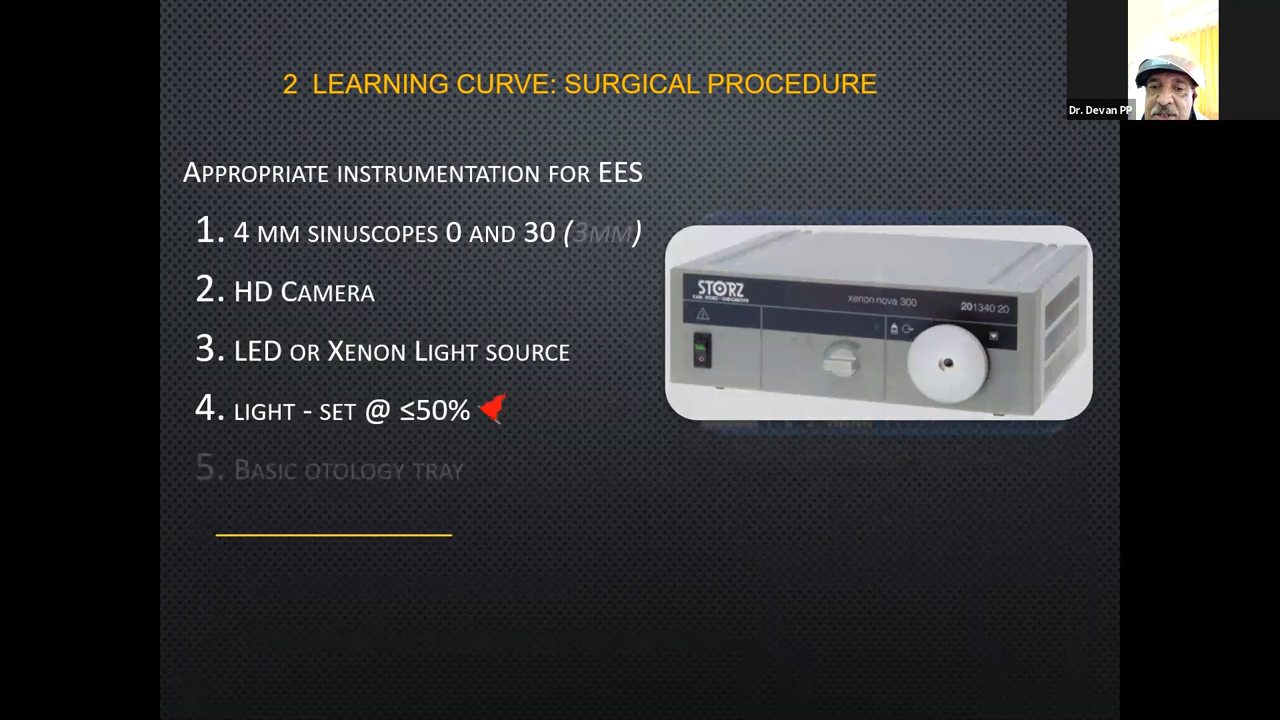 2 LEARNING CURVE: SURGICAL PROCEDURE
Dr. Devan PP
APPROPRIATE INSTRUMENTATION FOR EES
1. 4 MM SINUSCOPES 0 AND 30 (3MM)
2. HD CAMERA
3. LED OR XENON LIGHT SOURCE
4. LIGHT - SET @ ≤50%
5. BASIC OTOLOGY TRAY
STORZ
KARL STORZ - ENDOSKOPE
xenon nova 300
201340 20